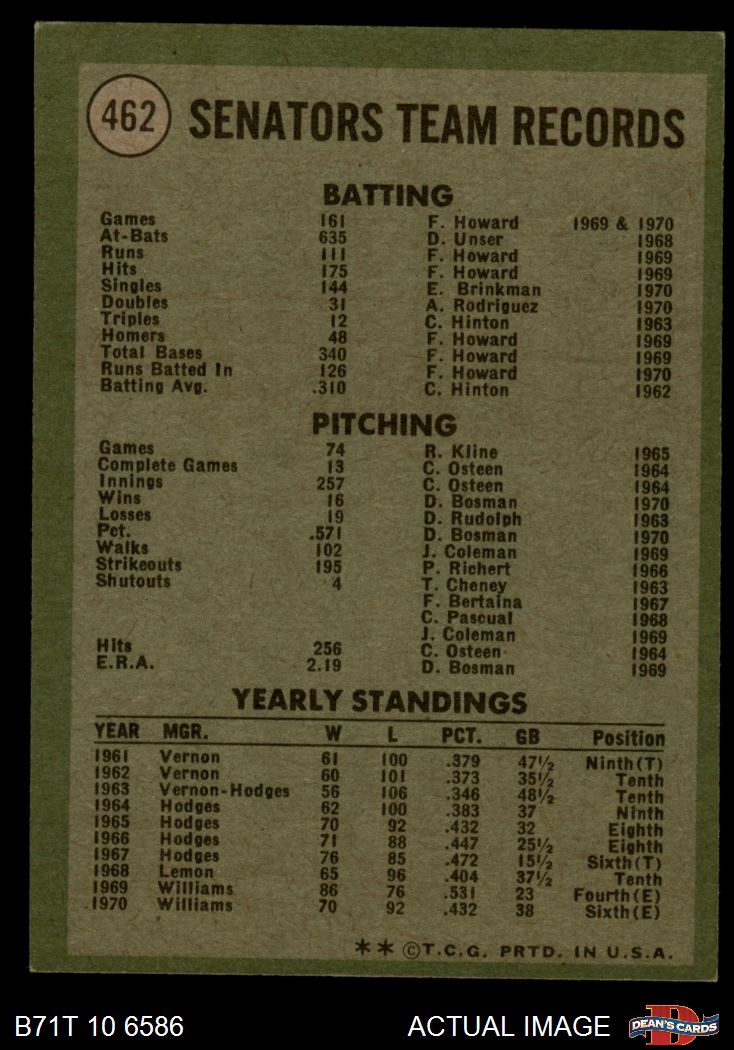 462 SENATORS TEAM RECORDS
BATTING
Games 161 F. Howard 1969 & 1970
At-Bats 635 D. Unser 1968
Runs 111 F. Howard 1969
Hits 175 F. Howard 1969
Singles 144 E. Brinkman 1970
Doubles 31 A. Rodriguez 1970
Triples 12 C. Hinton 1963
Homers 48 F. Howard 1969
Total Bases 340 F. Howard 1969
Runs Batted In 126 F. Howard 1970
Batting Avg. .310 C. Hinton 1962
PITCHING
Games 74 R. Kline 1965
Complete Games 13 C. Osteen 1964
Innings 257 C. Osteen 1964
Wins 16 D. Bosman 1970
Losses 19 D. Rudolph 1963
Pct. .571 D. Bosman 1970
Walks 102 J. Coleman 1969
Strikeouts 195 P. Richert 1966
Shutouts 4 T. Cheney 1963
F. Bertaina 1967
C. Pascual 1968
J. Coleman 1969
Hits 256 C. Osteen 1964
E.R.A. 2.19 D. Bosman 1969
YEARLY STANDINGS
YEAR MGR. W L PCT. GB Position
1961 Vernon 61 100 .379 47½ Ninth(T)
1962 Vernon 60 101 .373 35½ Tenth
1963 Vernon-Hodges 56 106 .346 48½ Tenth
1964 Hodges 62 100 .383 37 Ninth
1965 Hodges 70 92 .432 32 Eighth
1966 Hodges 71 88 .447 25½ Eighth
1967 Hodges 76 85 .472 15½ Sixth(T)
1968 Lemon 65 96 .404 37½ Tenth
1969 Williams 86 76 .531 23 Fourth(E)
1970 Williams 70 92 .432 38 Sixth(E)
** ©T.C.G. PRTD. IN U.S.A.
B71T 10 6586 ACTUAL IMAGE DEAN'S CARDS